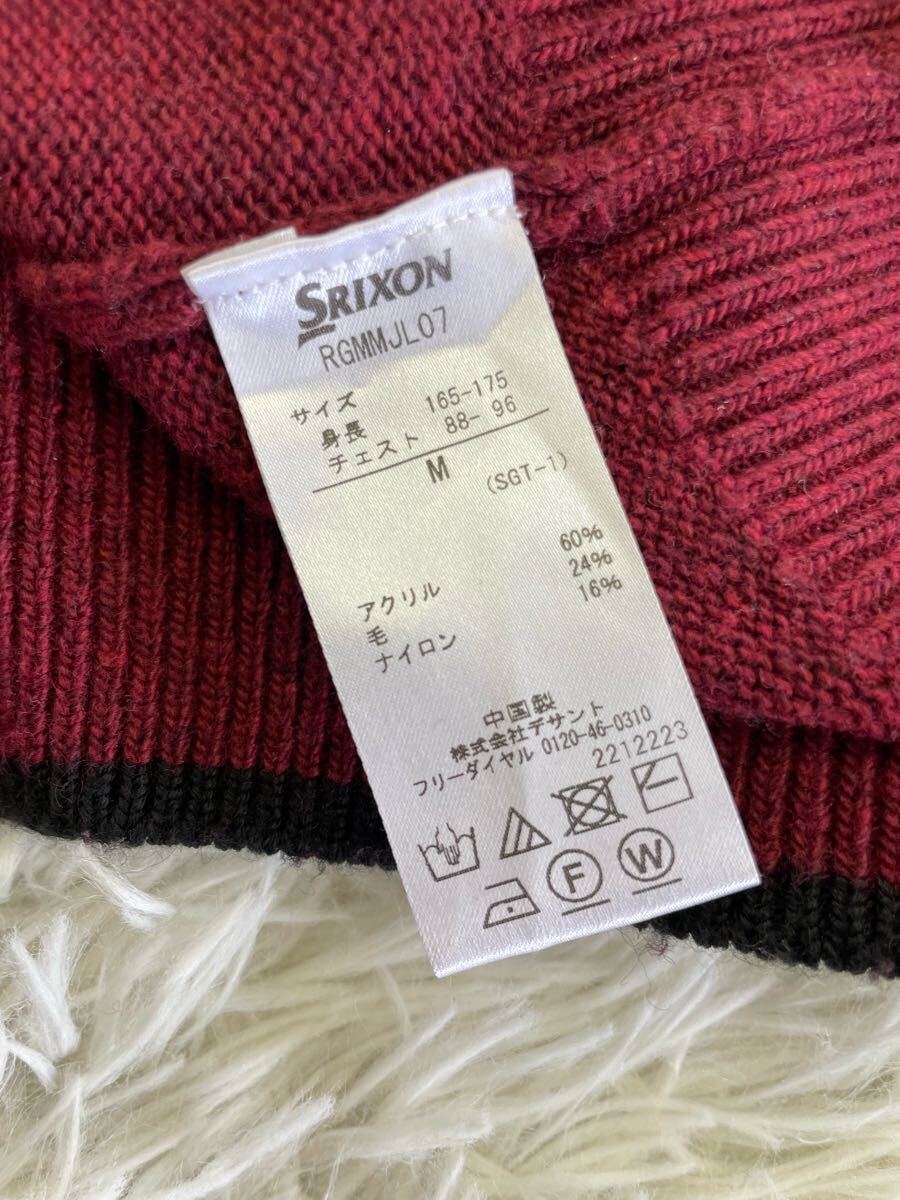 SRIXON
RGMMJL07
サイズ
身長 165-175
チェスト 88- 96
M
(SGT-1)
アクリル 60%
毛 24%
ナイロン 16%
中国製
株式会社デサント
フリーダイヤル 0120-46-0310
2212223
F W